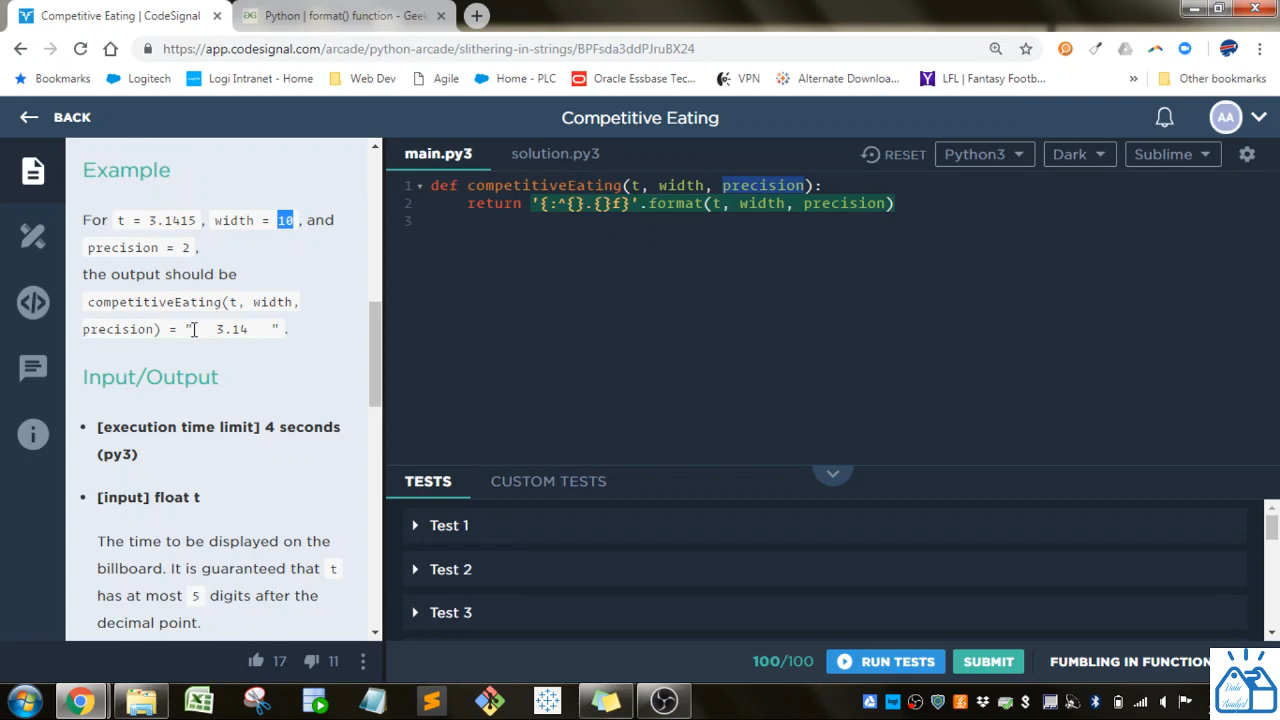 Competitive Eating | CodeSignal
Python | format() function - Geek
https://app.codesignal.com/arcade/python-arcade/slithering-in-strings/BPFsda3ddPJruBX24
Bookmarks
Logitech
Logi Intranet - Home
Web Dev
Agile
Home - PLC
Oracle Essbase Tec...
VPN
Alternate Downloa...
LFL | Fantasy Footb...
»
Other bookmarks
BACK
Competitive Eating
AA
main.py3
solution.py3
RESET
Python3
Dark
Sublime
Example
For t = 3.1415 , width = 10 , and
precision = 2 ,
the output should be
competitiveEating(t, width,
precision) = "   3.14   " .
Input/Output
• [execution time limit] 4 seconds
(py3)
• [input] float t
The time to be displayed on the
billboard. It is guaranteed that t
has at most 5 digits after the
decimal point.
17
11
1 def competitiveEating(t, width, precision):
2 return '{:^{}.{}f}'.format(t, width, precision)
3
TESTS
CUSTOM TESTS
Test 1
Test 2
Test 3
100/100
RUN TESTS
SUBMIT
FUMBLING IN FUNCTION
Data
Analyst